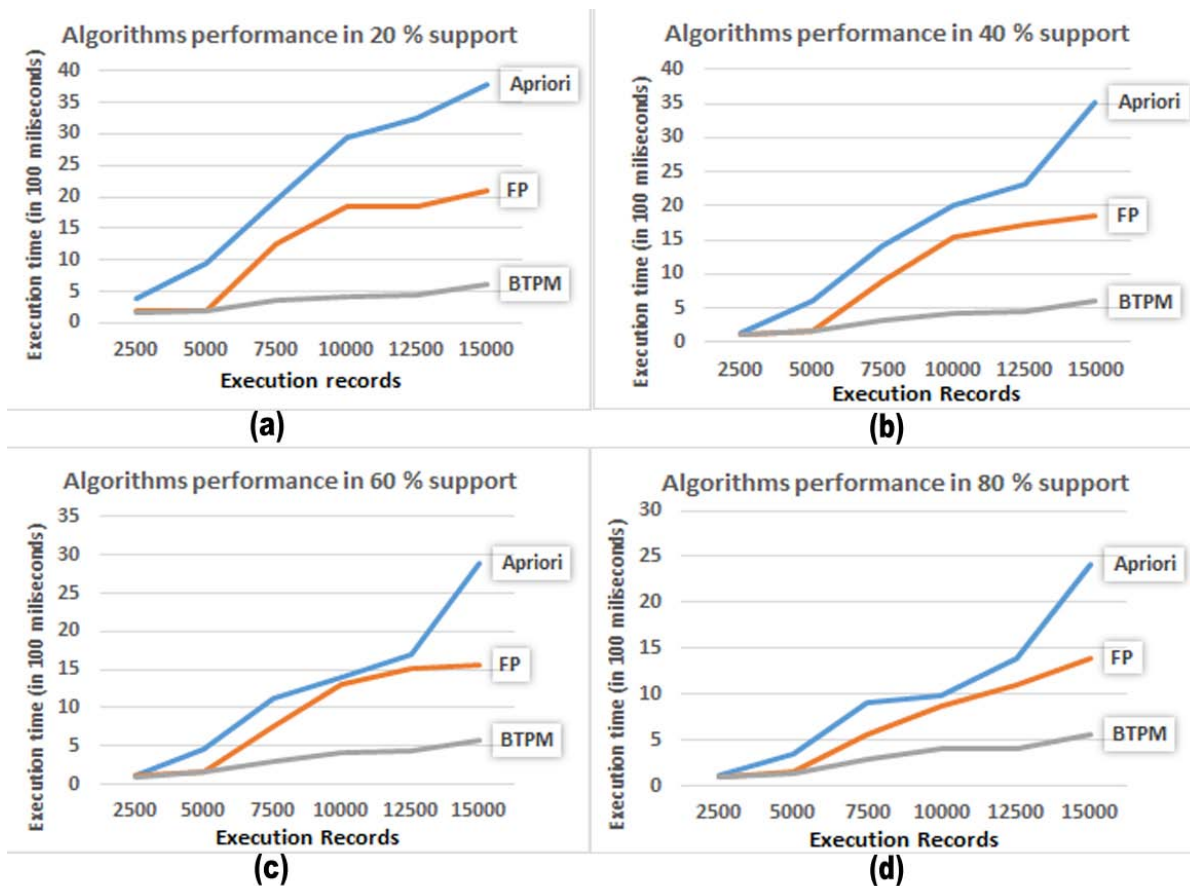 Algorithms performance in 20 % support
Execution time (in 100 miliseconds)
40
35
30
25
20
15
10
5
0
Apriori
FP
BTPM
2500 5000 7500 10000 12500 15000
Execution records
(a)
Algorithms performance in 40 % support
Execution time (in 100 miliseconds)
40
35
30
25
20
15
10
5
0
Apriori
FP
BTPM
2500 5000 7500 10000 12500 15000
Execution Records
(b)
Algorithms performance in 60 % support
Execution time (in 100 miliseconds)
35
30
25
20
15
10
5
0
Apriori
FP
BTPM
2500 5000 7500 10000 12500 15000
Execution Records
(c)
Algorithms performance in 80 % support
Execution time (in 100 miliseconds)
30
25
20
15
10
5
0
Apriori
FP
BTPM
2500 5000 7500 10000 12500 15000
Execution Records
(d)